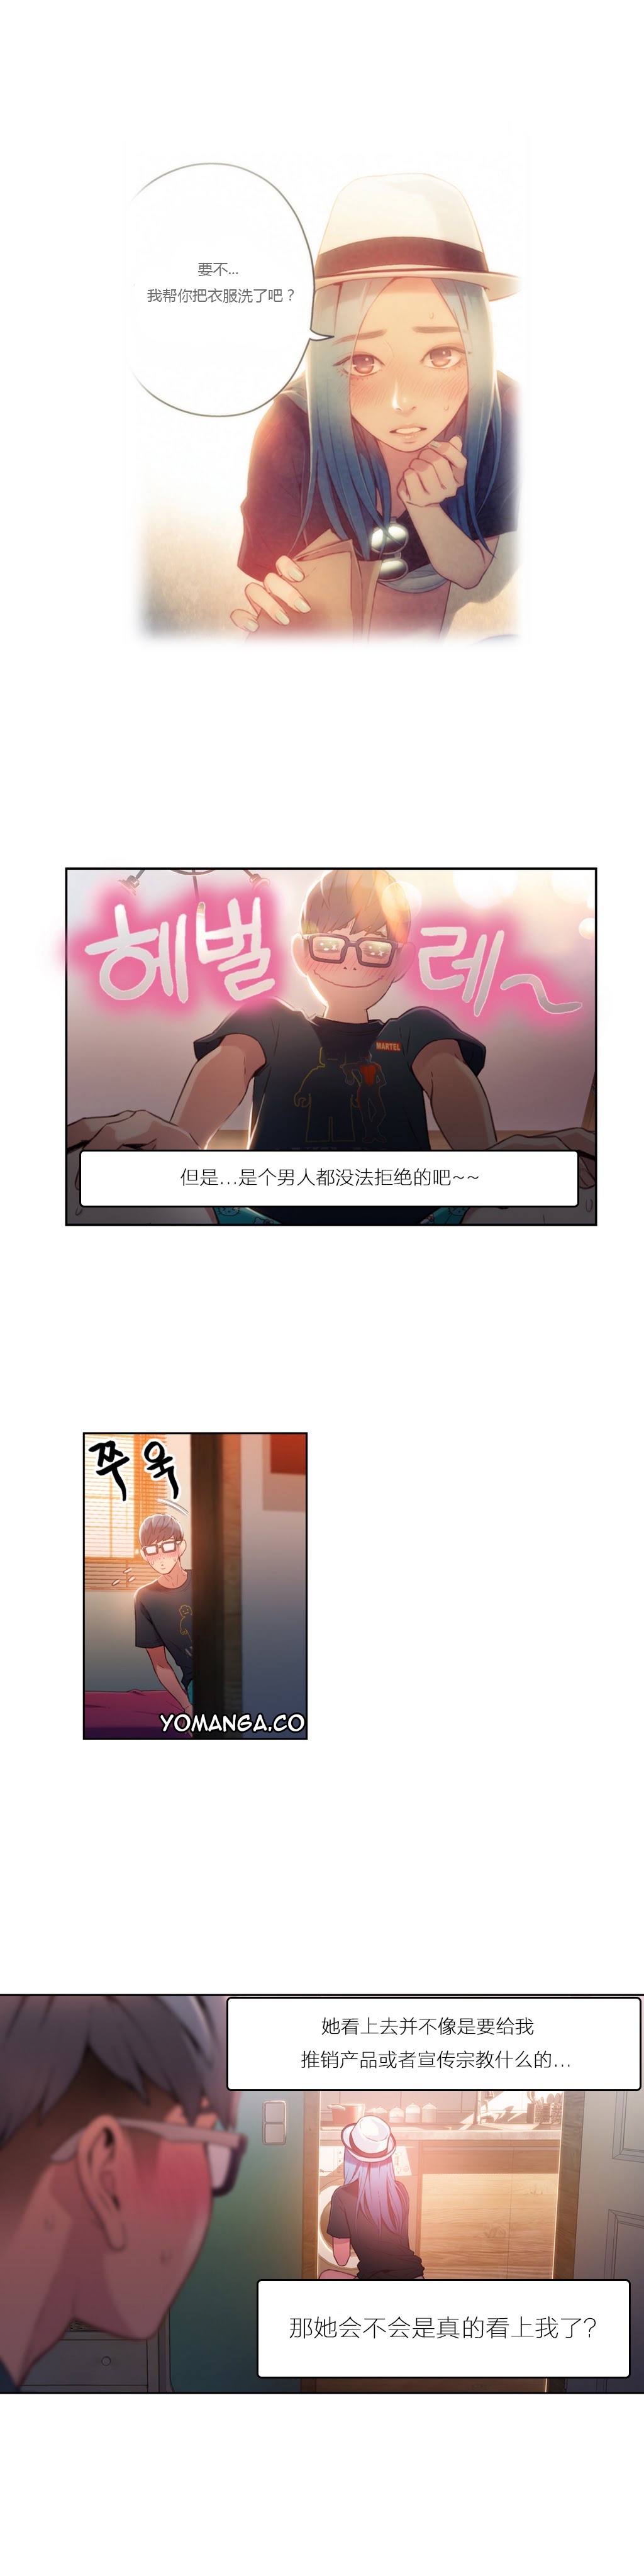 要不...
我帮你把衣服洗了吧？
헤벌레~
MARTEL
但是...是个男人都没法拒绝的吧~~
쭈욱
YOMANGA.CO
她看上去并不像是要给我
推销产品或者宣传宗教什么的...
那她会不会是真的看上我了?